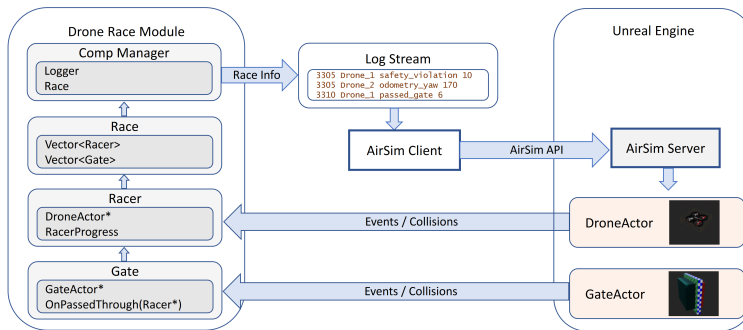 Drone Race Module
Comp Manager
Logger
Race
Race
Vector<Racer>
Vector<Gate>
Racer
DroneActor*
RacerProgress
Gate
GateActor*
OnPassedThrough(Racer*)
Race Info
Log Stream
3305 Drone_1 safety_violation 10
3305 Drone_2 odometry_yaw 170
3310 Drone_1 passed_gate 6
AirSim Client
AirSim API
Events / Collisions
Events / Collisions
Unreal Engine
AirSim Server
DroneActor
GateActor